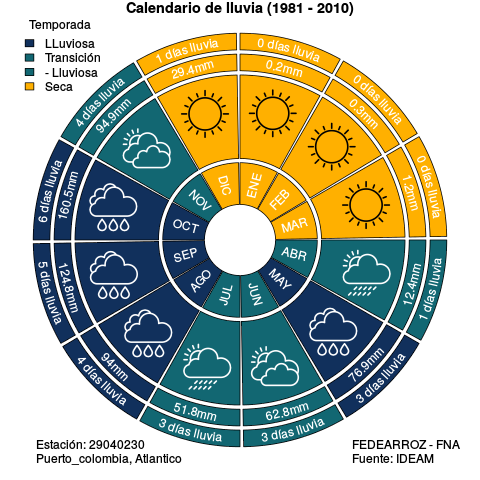 Calendario de lluvia (1981 - 2010)
Temporada
LLuviosa
Transición
- Lluviosa
Seca
0 días lluvia
0.2mm
ENE
0 días lluvia
0.3mm
FEB
0 días lluvia
1.2mm
MAR
1 días lluvia
12.4mm
ABR
3 días lluvia
76.9mm
MAY
3 días lluvia
62.8mm
JUN
3 días lluvia
51.8mm
JUL
4 días lluvia
94mm
AGO
5 días lluvia
124.8mm
SEP
6 días lluvia
160.5mm
OCT
4 días lluvia
94.9mm
NOV
1 días lluvia
29.4mm
DIC
Estación: 29040230
Puerto_colombia, Atlantico
FEDEARROZ - FNA
Fuente: IDEAM